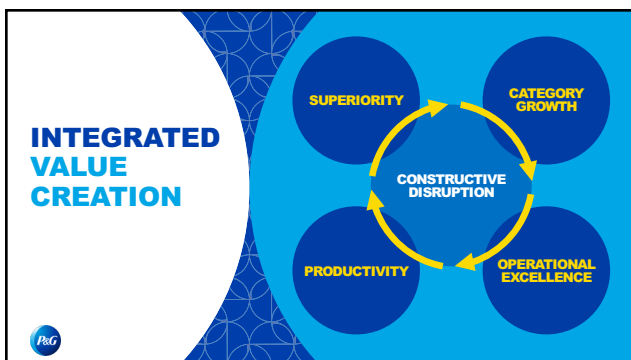 INTEGRATED
VALUE
CREATION
SUPERIORITY
CATEGORY
GROWTH
CONSTRUCTIVE
DISRUPTION
PRODUCTIVITY
OPERATIONAL
EXCELLENCE
P&G